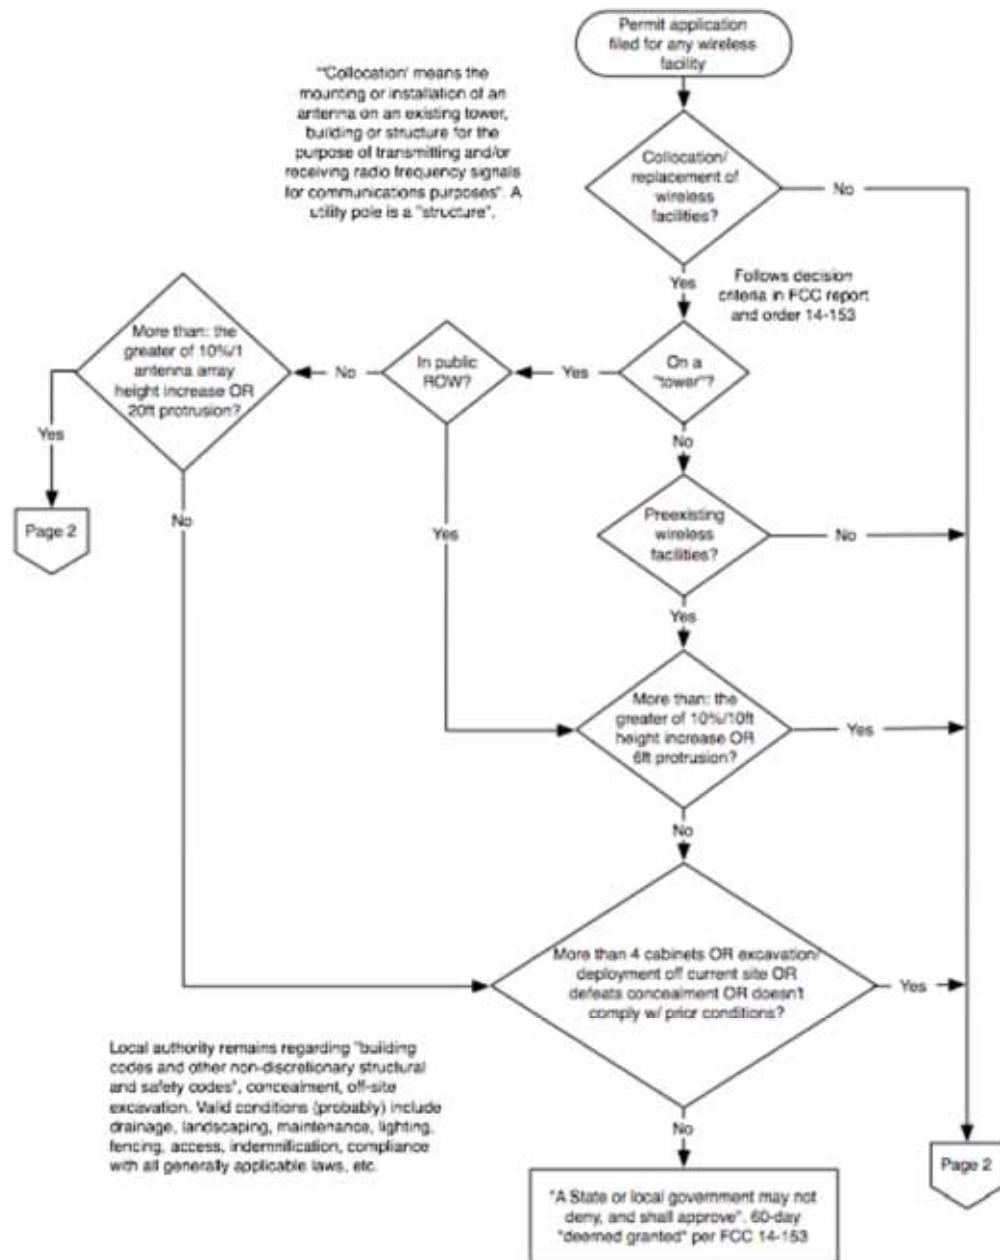 Permit application
filed for any wireless
facility
"'Collocation' means the
mounting or installation of an
antenna on an existing tower,
building or structure for the
purpose of transmitting and/or
receiving radio frequency signals
for communications purposes". A
utility pole is a "structure".
Collocation/
replacement of
wireless
facilities?
No
Yes
Follows decision
criteria in FCC report
and order 14-153
More than: the
greater of 10%/1
antenna array
height increase OR
20ft protrusion?
No
In public
ROW?
Yes
On a
"tower"?
Yes
No
Page 2
No
Yes
Preexisting
wireless
facilities?
No
Yes
More than: the
greater of 10%/10ft
height increase OR
6ft protrusion?
Yes
No
More than 4 cabinets OR excavation/
deployment off current site OR
defeats concealment OR doesn't
comply w/ prior conditions?
Yes
Local authority remains regarding "building
codes and other non-discretionary structural
and safety codes", concealment, off-site
excavation. Valid conditions (probably) include
drainage, landscaping, maintenance, lighting,
fencing, access, indemnification, compliance
with all generally applicable laws, etc.
No
Page 2
"A State or local government may not
deny, and shall approve". 60-day
"deemed granted" per FCC 14-153